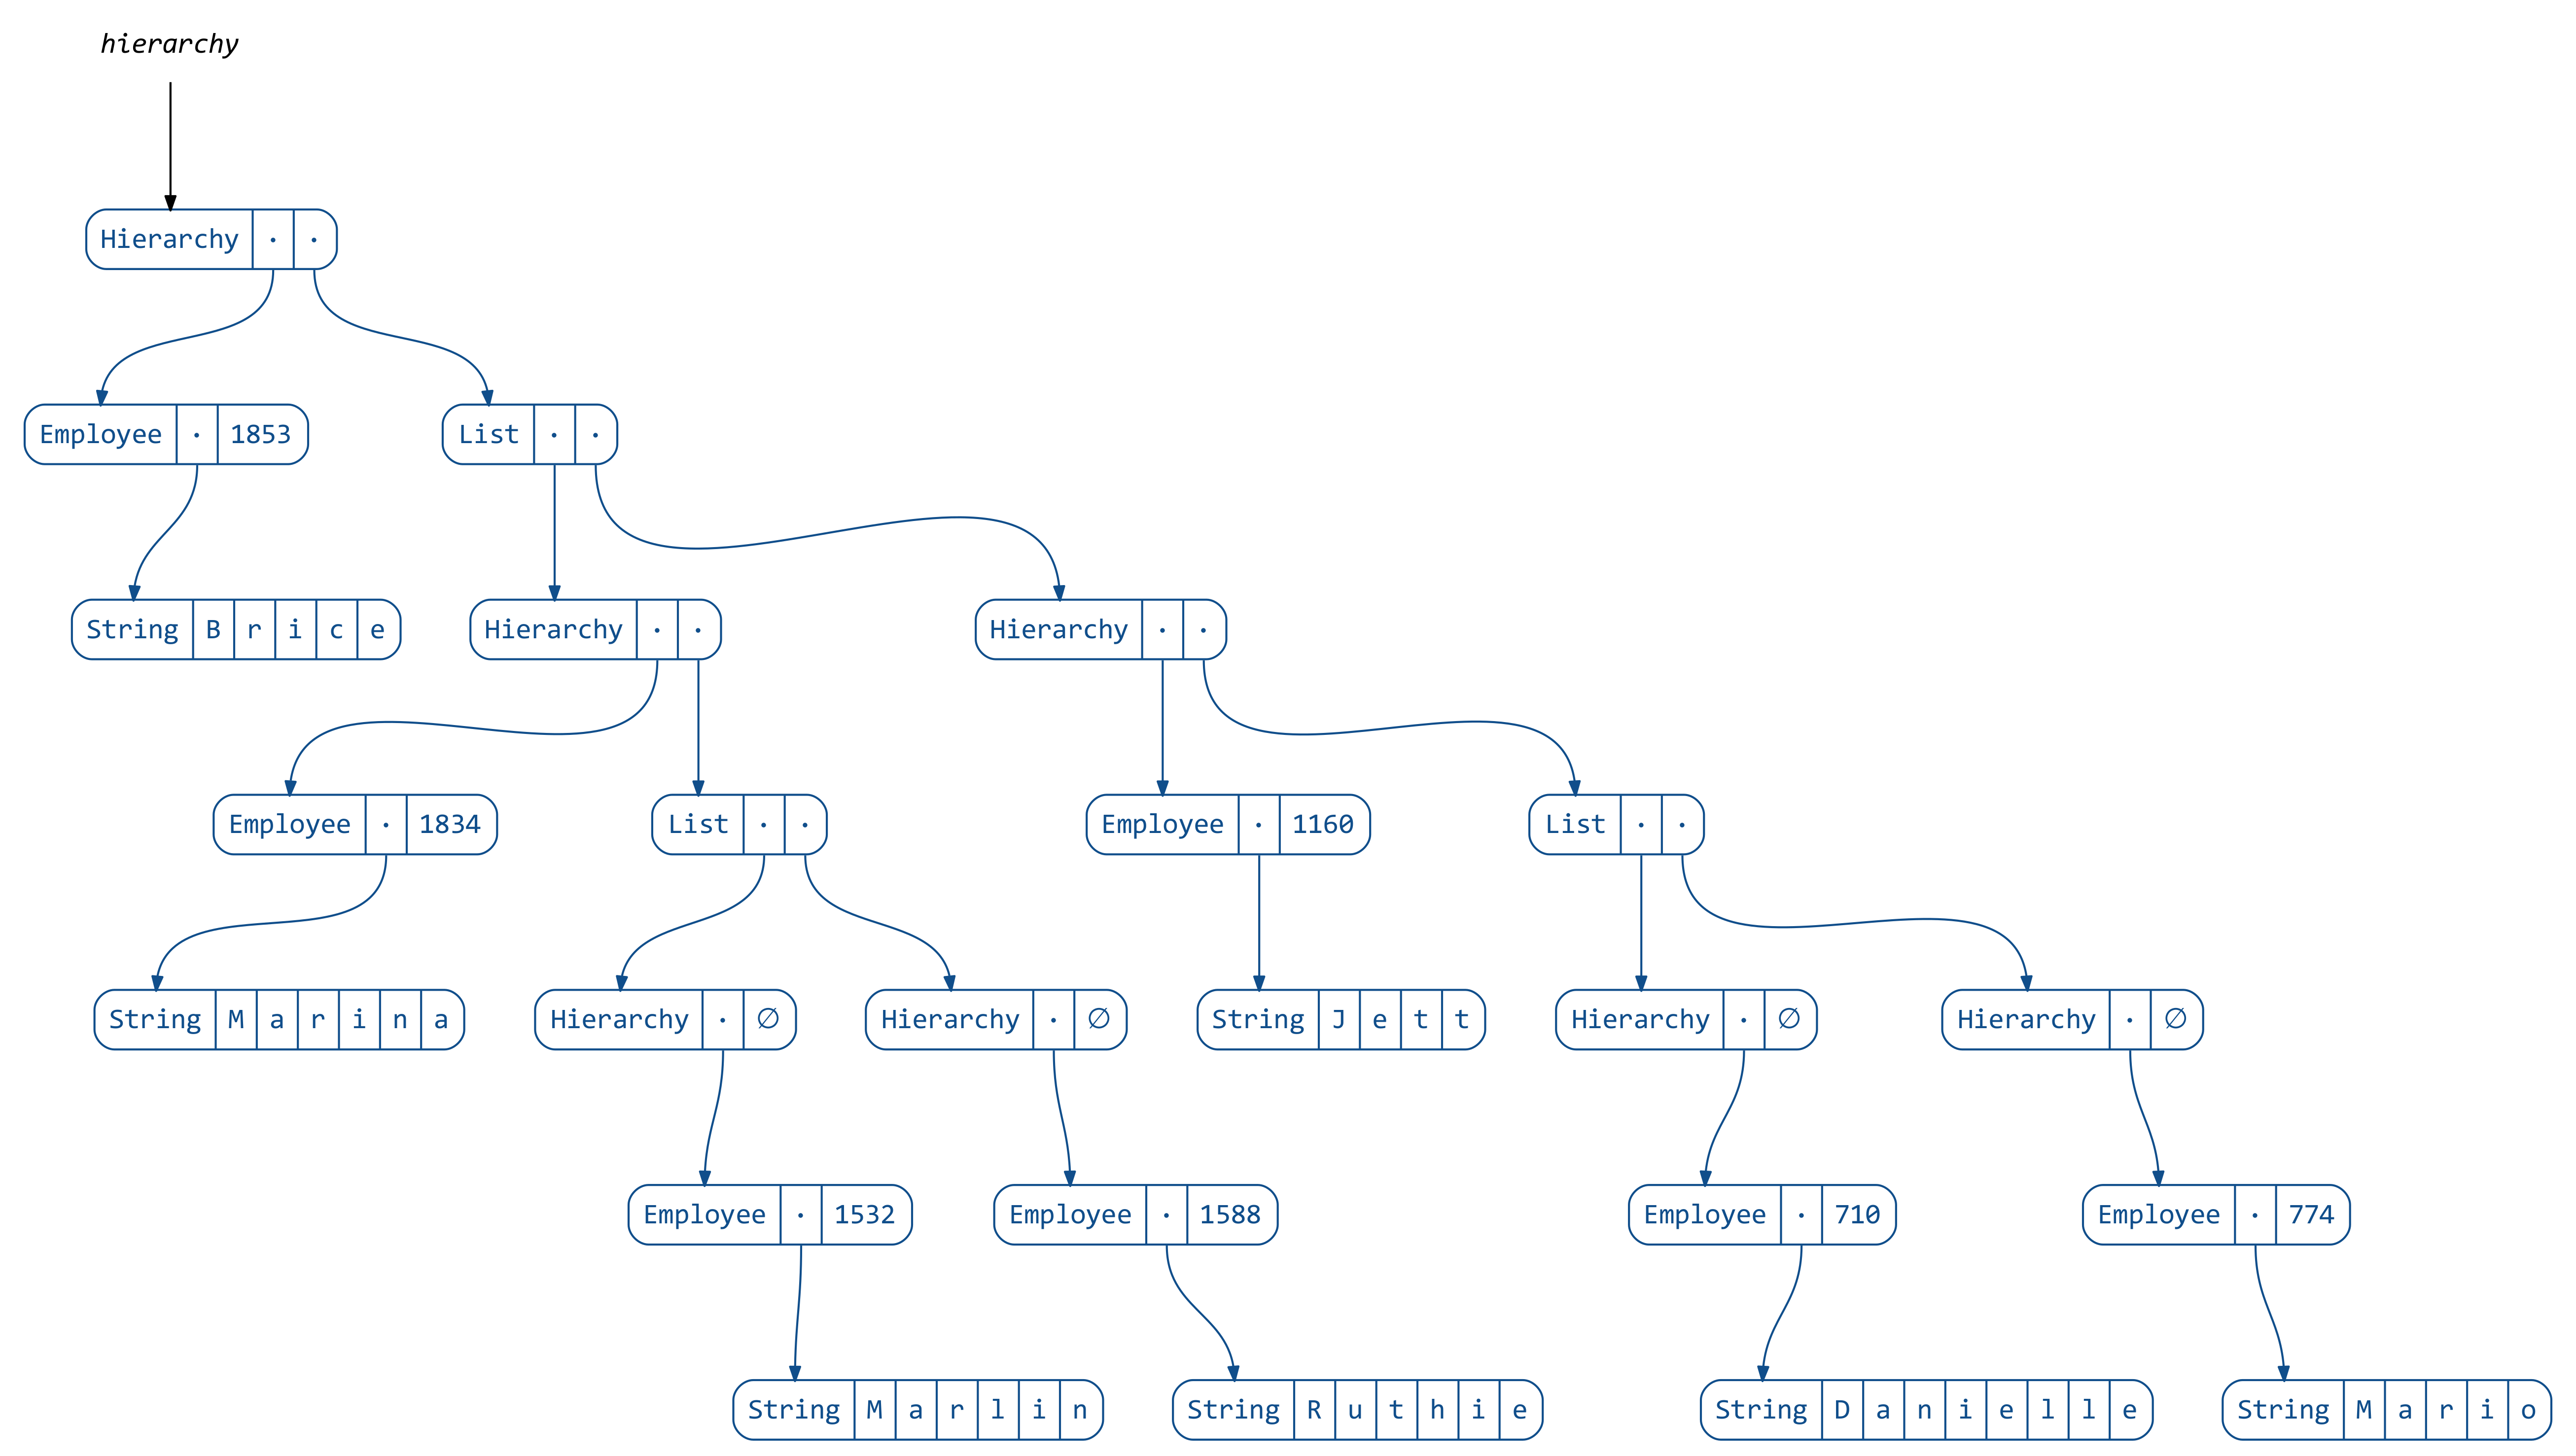 hierarchy
Hierarchy · ·
Employee · 1853
List · ·
String B r i c e
Hierarchy · ·
Hierarchy · ·
Employee · 1834
List · ·
Employee · 1160
List · ·
String M a r i n a
Hierarchy · ∅
Hierarchy · ∅
String J e t t
Hierarchy · ∅
Hierarchy · ∅
Employee · 1532
Employee · 1588
Employee · 710
Employee · 774
String M a r l i n
String R u t h i e
String D a n i e l l e
String M a r i o